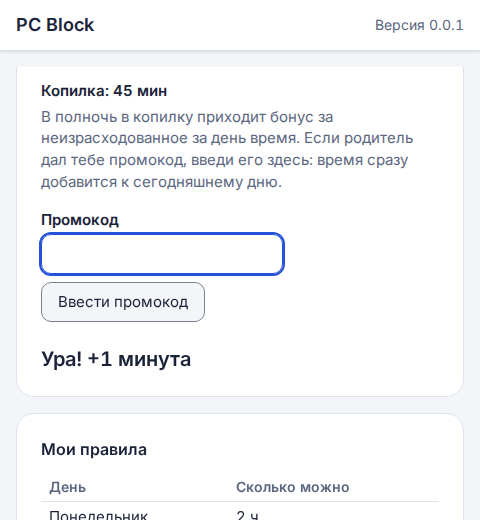 PC Block
Версия 0.0.1
Копилка: 45 мин
В полночь в копилку приходит бонус за
неизрасходованное за день время. Если родитель
дал тебе промокод, введи его здесь: время сразу
добавится к сегодняшнему дню.
Промокод
Ввести промокод
Ура! +1 минута
Мои правила
День
Сколько можно
Понедельник
2 ч